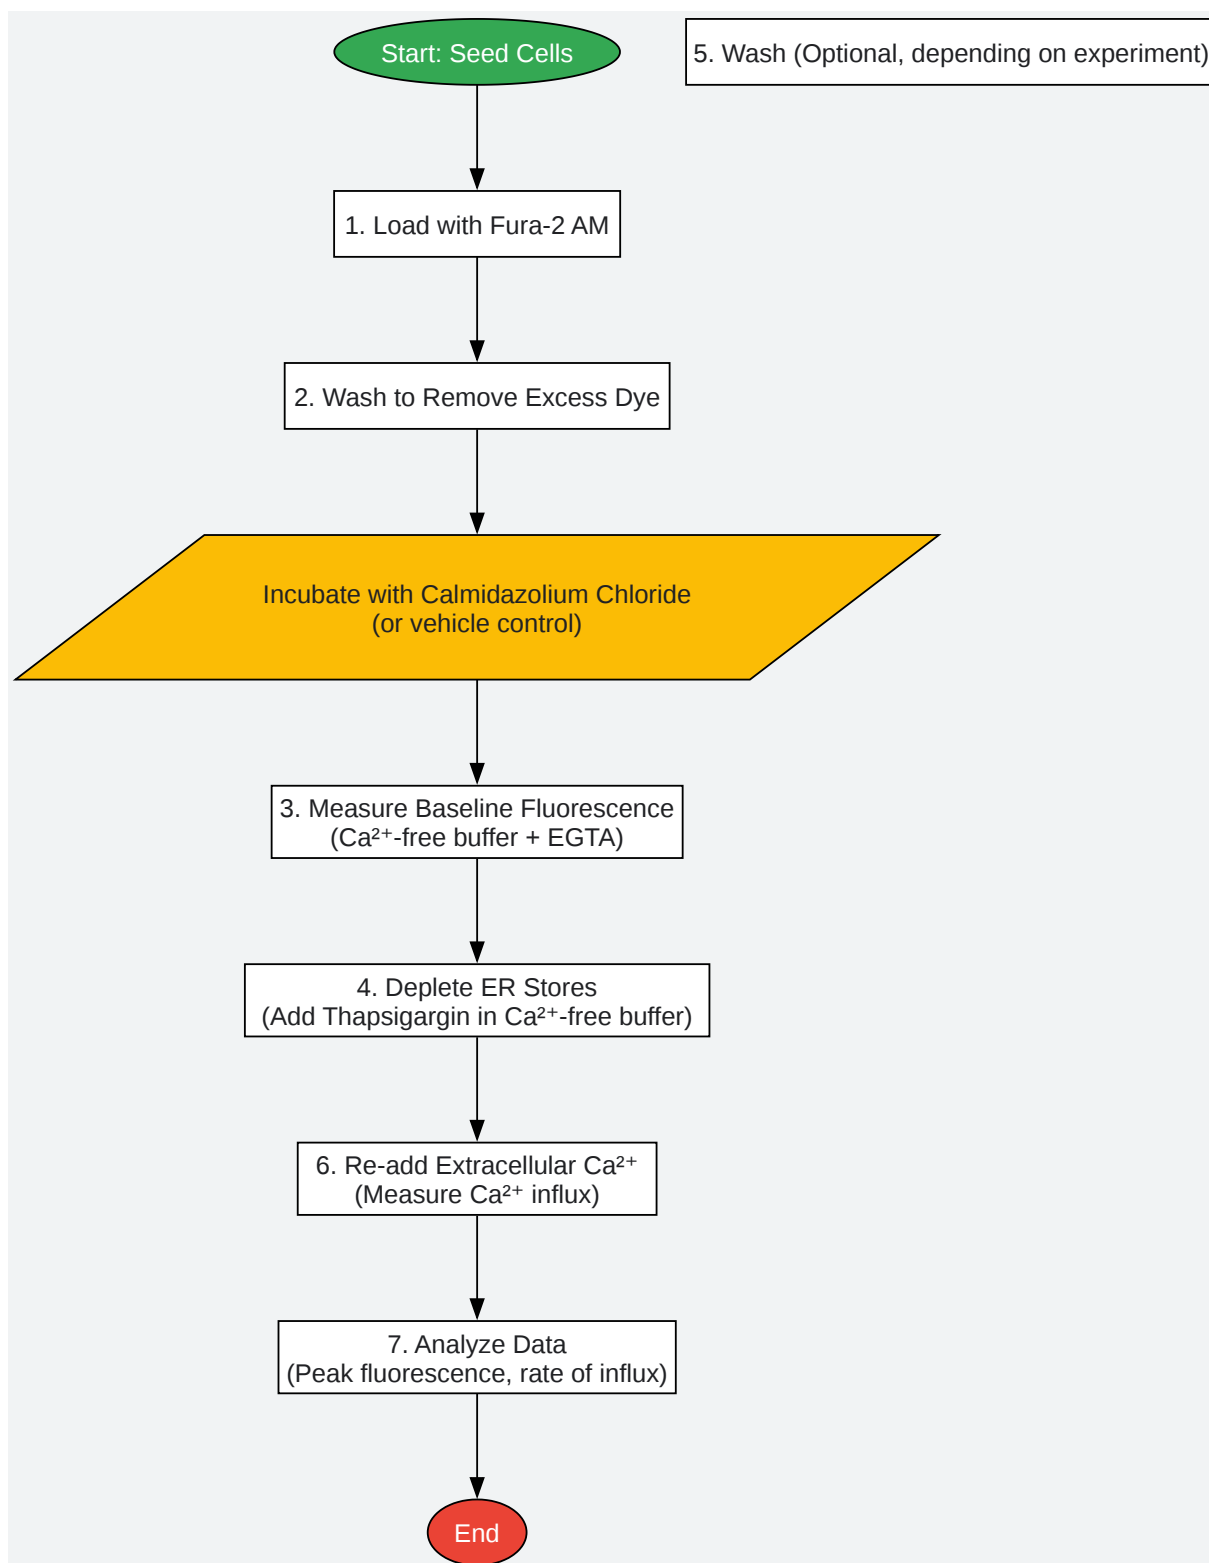 Start: Seed Cells
5. Wash (Optional, depending on experiment)
1. Load with Fura-2 AM
2. Wash to Remove Excess Dye
Incubate with Calmidazolium Chloride
(or vehicle control)
3. Measure Baseline Fluorescence
(Ca²⁺-free buffer + EGTA)
4. Deplete ER Stores
(Add Thapsigargin in Ca²⁺-free buffer)
6. Re-add Extracellular Ca²⁺
(Measure Ca²⁺ influx)
7. Analyze Data
(Peak fluorescence, rate of influx)
End